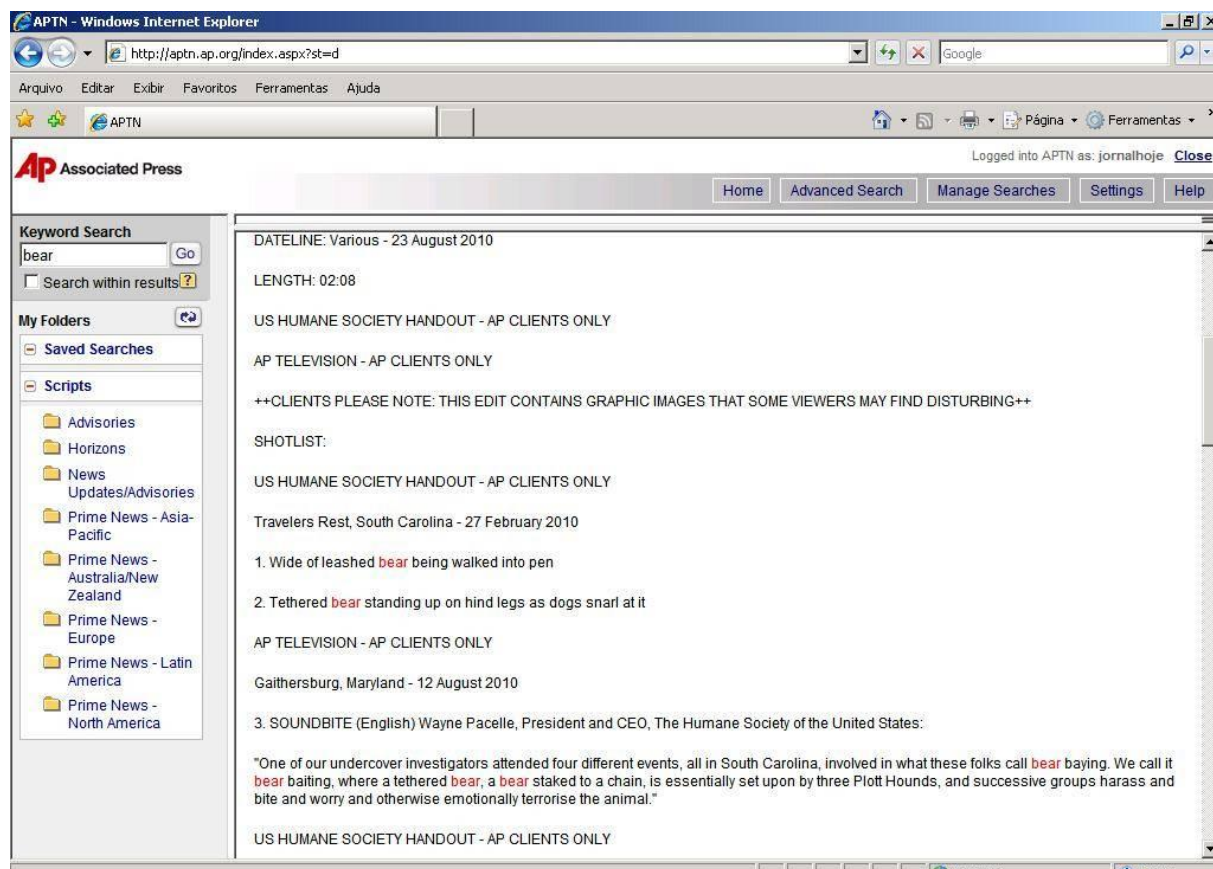 APTN - Windows Internet Explorer
http://aptn.ap.org/index.aspx?st=d
Google
Arquivo Editar Exibir Favoritos Ferramentas Ajuda
APTN
Página
Ferramentas
AP Associated Press
Logged into APTN as: jornalhoje Close
Home
Advanced Search
Manage Searches
Settings
Help
Keyword Search
bear
Go
Search within results
?
My Folders
Saved Searches
Scripts
Advisories
Horizons
News
Updates/Advisories
Prime News - Asia-
Pacific
Prime News -
Australia/New
Zealand
Prime News -
Europe
Prime News - Latin
America
Prime News -
North America
DATELINE: Various - 23 August 2010
LENGTH: 02:08
US HUMANE SOCIETY HANDOUT - AP CLIENTS ONLY
AP TELEVISION - AP CLIENTS ONLY
++CLIENTS PLEASE NOTE: THIS EDIT CONTAINS GRAPHIC IMAGES THAT SOME VIEWERS MAY FIND DISTURBING++
SHOTLIST:
US HUMANE SOCIETY HANDOUT - AP CLIENTS ONLY
Travelers Rest, South Carolina - 27 February 2010
1. Wide of leashed bear being walked into pen
2. Tethered bear standing up on hind legs as dogs snarl at it
AP TELEVISION - AP CLIENTS ONLY
Gaithersburg, Maryland - 12 August 2010
3. SOUNDBITE (English) Wayne Pacelle, President and CEO, The Humane Society of the United States:
"One of our undercover investigators attended four different events, all in South Carolina, involved in what these folks call bear baying. We call it
bear baiting, where a tethered bear, a bear staked to a chain, is essentially set upon by three Plott Hounds, and successive groups harass and
bite and worry and otherwise emotionally terrorise the animal."
US HUMANE SOCIETY HANDOUT - AP CLIENTS ONLY